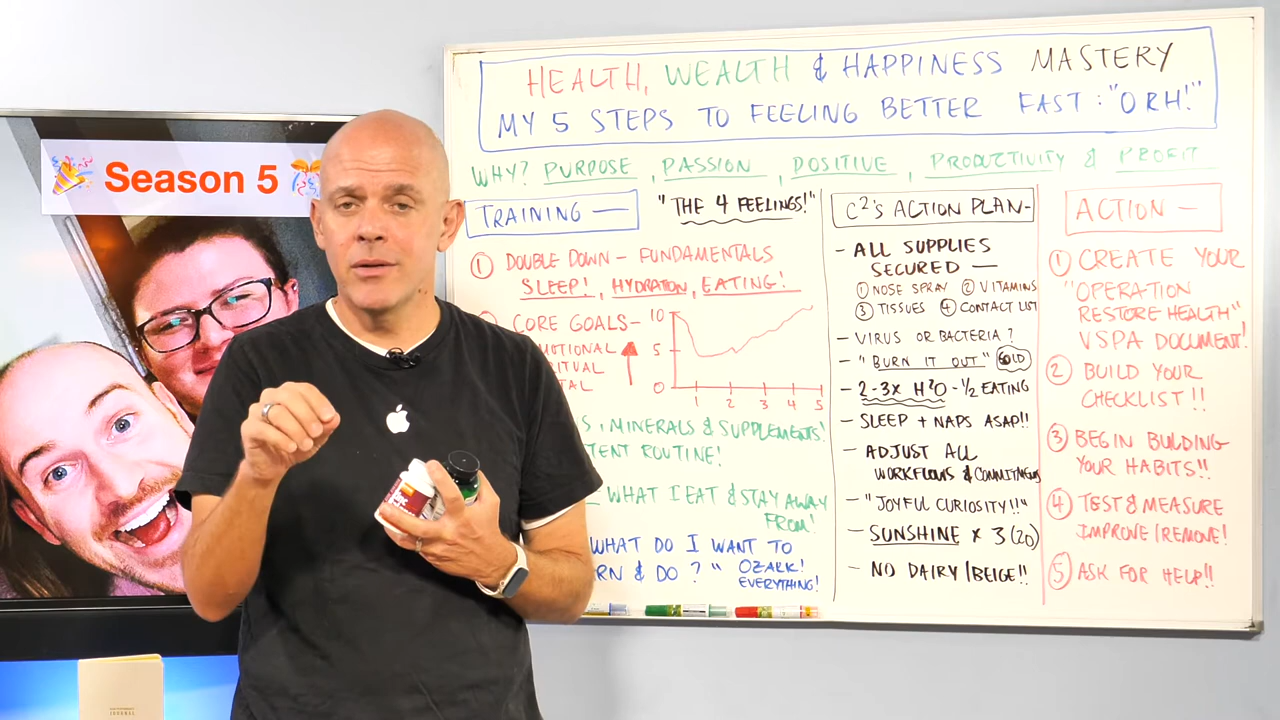 Season 5
HEALTH, WEALTH & HAPPINESS MASTERY
MY 5 STEPS TO FEELING BETTER FAST: "ORH!"
WHY? PURPOSE, PASSION, POSITIVE, PRODUCTIVITY & PROFIT
TRAINING —
"THE 4 FEELINGS!"
① DOUBLE DOWN - FUNDAMENTALS
SLEEP!, HYDRATION, EATING!
CORE GOALS-
OTIONAL
ITUAL
TAL
10
5
0
1 2 3 4 5
S, MINERALS & SUPPLEMENTS!
TENT ROUTINE!
WHAT I EAT & STAY AWAY
FROM!
WHAT DO I WANT TO
RN & DO?" OZARK!
EVERYTHING!
C²'S ACTION PLAN-
- ALL SUPPLIES
SECURED —
① NOSE SPRAY ② VITAMINS
③ TISSUES ④ CONTACT LIST
- VIRUS OR BACTERIA?
- "BURN IT OUT" COLD
- 2-3X H²O - ½ EATING
- SLEEP + NAPS ASAP!!
- ADJUST ALL
WORKFLOWS & COMMITMENTS
- "JOYFUL CURIOSITY!!"
- SUNSHINE x 3 (20)
- NO DAIRY/BEIGE!!
ACTION —
① CREATE YOUR
"OPERATION
RESTORE HEALTH"
VSPA DOCUMENT!
② BUILD YOUR
CHECKLIST!!
③ BEGIN BUILDING
YOUR HABITS!!
④ TEST & MEASURE
IMPROVE/REMOVE!
⑤ ASK FOR HELP!!
JOURNAL